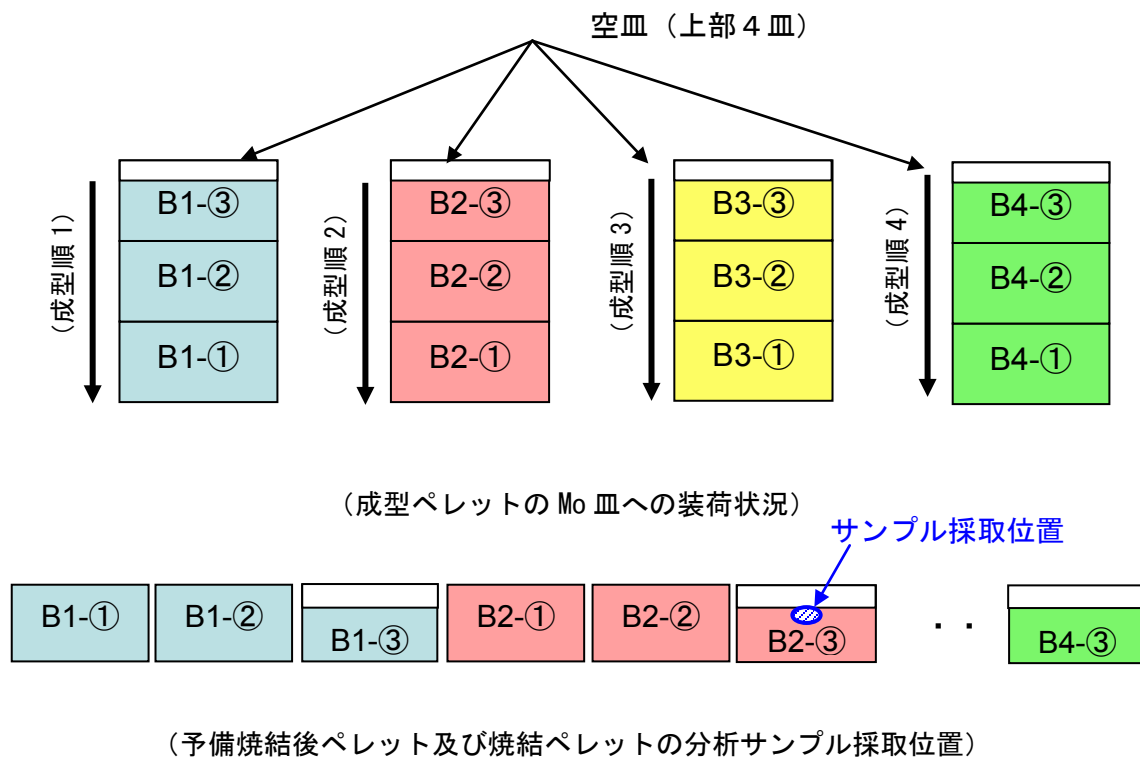 空皿（上部４皿）
（成型順 1）
B1-③
B1-②
B1-①
（成型順 2）
B2-③
B2-②
B2-①
（成型順 3）
B3-③
B3-②
B3-①
（成型順 4）
B4-③
B4-②
B4-①
（成型ペレットの Mo 皿への装荷状況）
サンプル採取位置
B1-① B1-② B1-③ B2-① B2-② B2-③ ・・ B4-③
（予備焼結後ペレット及び焼結ペレットの分析サンプル採取位置）